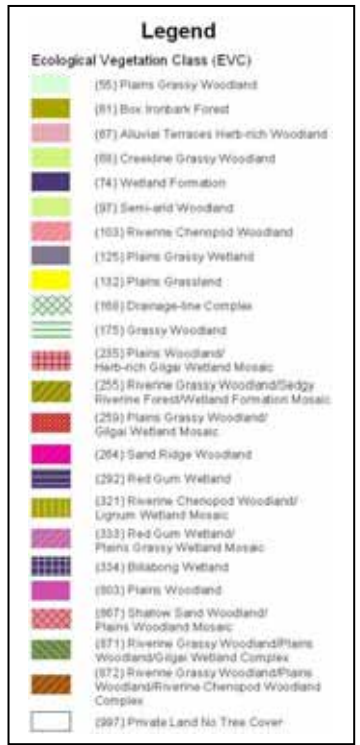 Legend
Ecological Vegetation Class (EVC)
(55) Plains Grassy Woodland
(61) Box Ironbark Forest
(67) Alluvial Terraces Herb-rich Woodland
(68) Creekline Grassy Woodland
(74) Wetland Formation
(97) Semi-arid Woodland
(103) Riverine Chenopod Woodland
(125) Plains Grassy Wetland
(132) Plains Grassland
(168) Drainage-line Complex
(175) Grassy Woodland
(235) Plains Woodland/
Herb-rich Gilgai Wetland Mosaic
(255) Riverine Grassy Woodland/Sedgy
Riverine Forest/Wetland Formation Mosaic
(259) Plains Grassy Woodland/
Gilgai Wetland Mosaic
(264) Sand Ridge Woodland
(292) Red Gum Wetland
(321) Riverine Chenopod Woodland/
Lignum Wetland Mosaic
(333) Red Gum Wetland/
Plains Grassy Wetland Mosaic
(334) Billabong Wetland
(803) Plains Woodland
(867) Shallow Sand Woodland/
Plains Woodland Mosaic
(871) Riverine Grassy Woodland/Plains
Woodland/Gilgai Wetland Complex
(872) Riverine Grassy Woodland/Plains
Woodland/Riverine Chenopod Woodland
Complex
(997) Private Land No Tree Cover